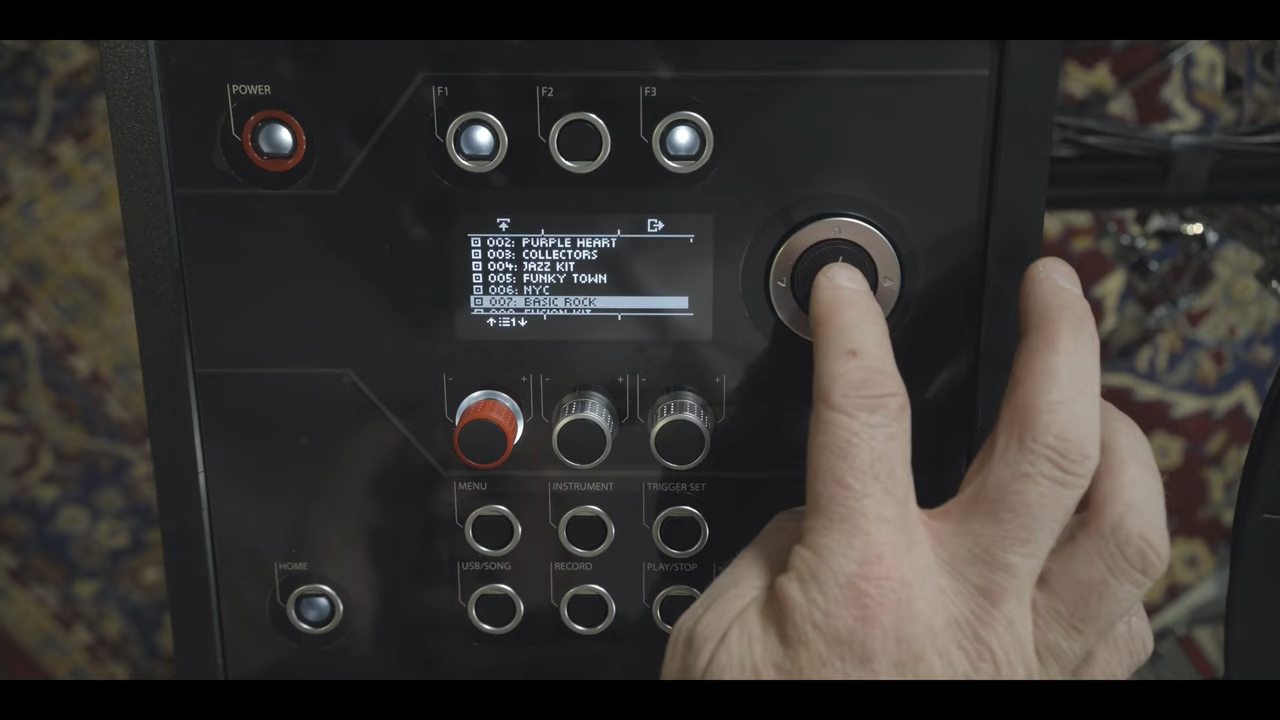 POWER
F1
F2
F3
002: PURPLE HEART
003: COLLECTORS
004: JAZZ KIT
005: FUNKY TOWN
006: NYC
007: BASIC ROCK
1
- + - + - +
MENU
INSTRUMENT
TRIGGER SET
HOME
USB/SONG
RECORD
PLAY/STOP